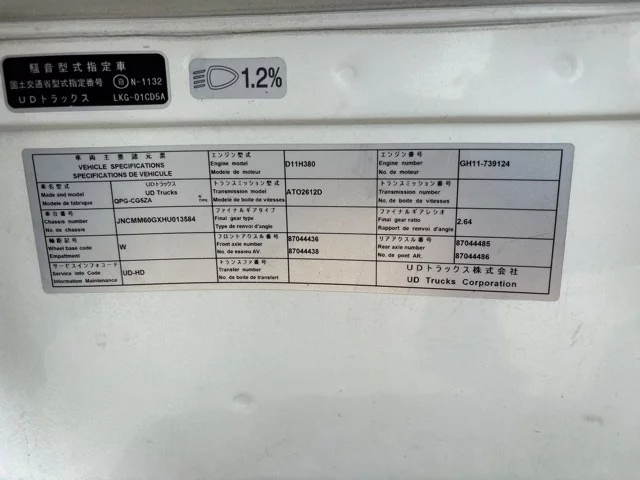 騒音型式指定車
国土交通省型式指定番号 自 N-1132
UDトラックス LKG-01CD5A
1.2%
車両主要諸元票
VEHICLE SPECIFICATIONS
SPECIFICATIONS DE VEHICULE
エンジン型式
Engine model
Modele de moteur
D11H380
エンジン番号
Engine number
No. de moteur
GH11-739124
車名型式
Made and model
Modele de fabrique
UDトラックス
UD Trucks
QPG-CG5ZA
TYPE
トランスミッション型式
Transmission model
Modele de boite de vitesses
ATO2612D
トランスミッション番号
Transmission number
No. de boite de vitesses
車台番号
Chassis number
No. de chassis
JNCMM60GXHU013584
ファイナルギアタイプ
Final gear type
Type de renvoi d'angle
ファイナルギアレシオ
Final gear ratio
Rapport de renvoi d'angle
2.64
軸距記号
Wheel base code
Empattement
W
フロントアクスル番号
Front axle number
No. de essieu AV.
87044436
87044438
リアアクスル番号
Rear axle number
No. de pont AR.
87044485
87044486
サービスインフォコード
Service Info Code
Information Maintenance
UD-HD
トランスファ番号
Transfer number
No. de boite de transfert
UDトラックス株式会社
UD Trucks Corporation